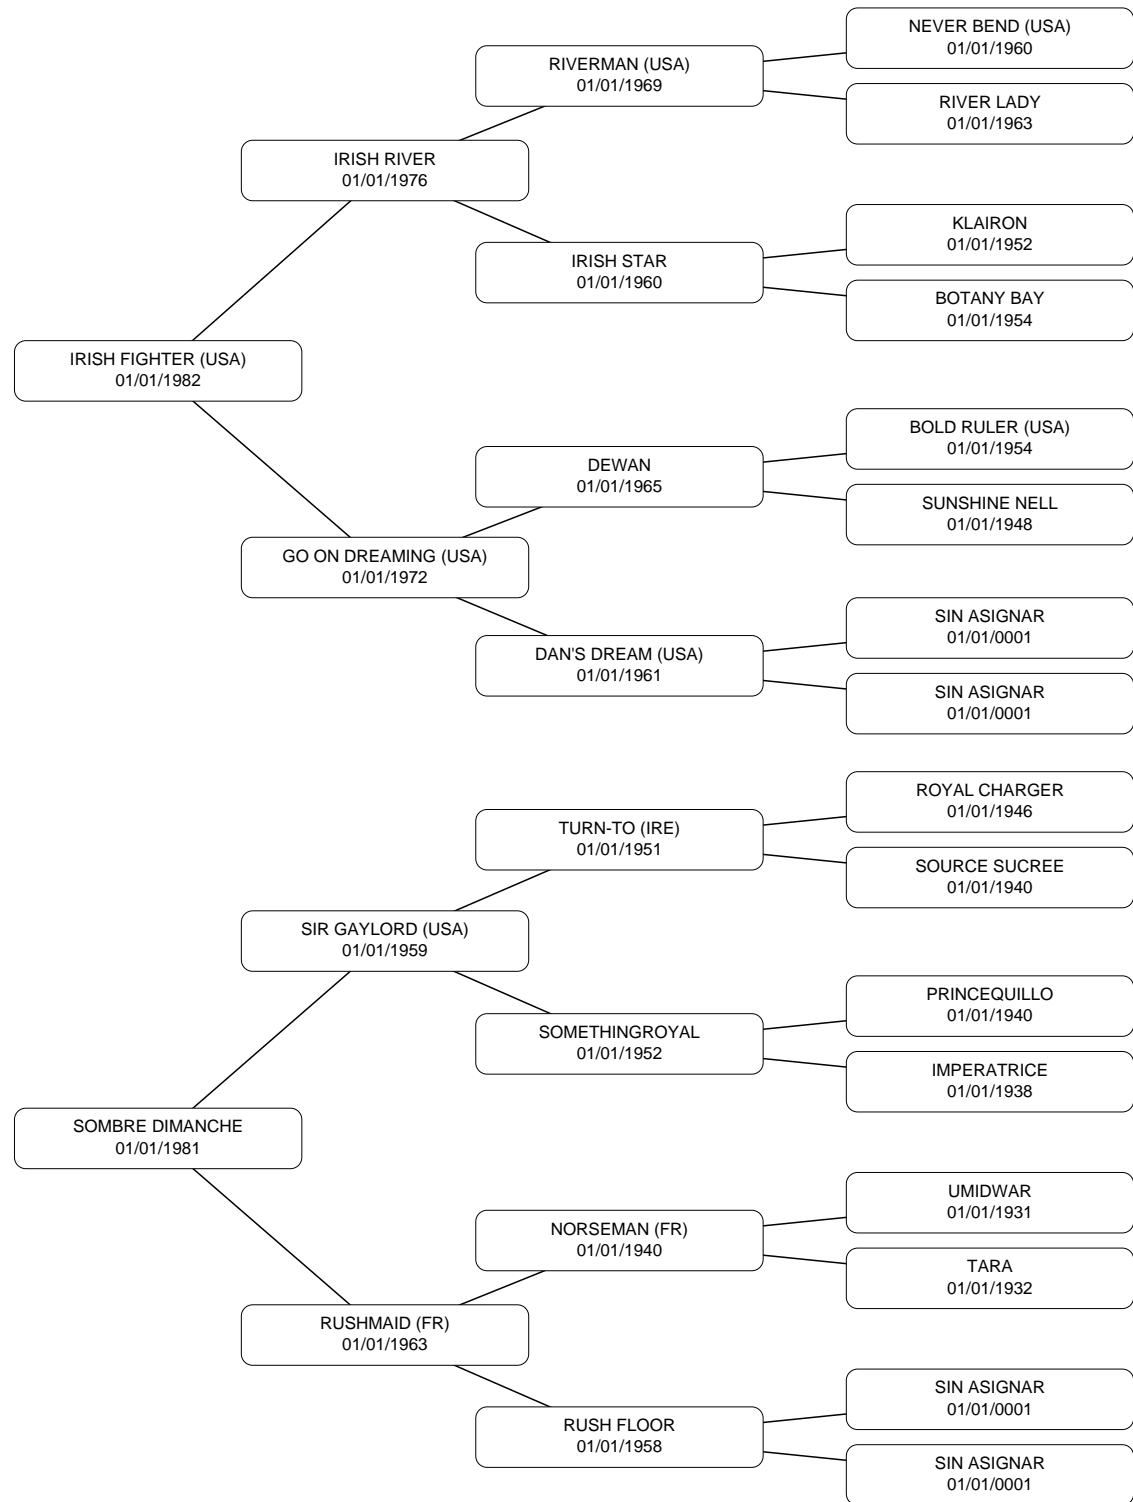 NEVER BEND (USA)
01/01/1960
RIVERMAN (USA)
01/01/1969
RIVER LADY
01/01/1963
IRISH RIVER
01/01/1976
KLAIRON
01/01/1952
IRISH STAR
01/01/1960
BOTANY BAY
01/01/1954
IRISH FIGHTER (USA)
01/01/1982
BOLD RULER (USA)
01/01/1954
DEWAN
01/01/1965
SUNSHINE NELL
01/01/1948
GO ON DREAMING (USA)
01/01/1972
SIN ASIGNAR
01/01/0001
DAN'S DREAM (USA)
01/01/1961
SIN ASIGNAR
01/01/0001
ROYAL CHARGER
01/01/1946
TURN-TO (IRE)
01/01/1951
SOURCE SUCREE
01/01/1940
SIR GAYLORD (USA)
01/01/1959
PRINCEQUILLO
01/01/1940
SOMETHINGROYAL
01/01/1952
IMPERATRICE
01/01/1938
SOMBRE DIMANCHE
01/01/1981
UMIDWAR
01/01/1931
NORSEMAN (FR)
01/01/1940
TARA
01/01/1932
RUSHMAID (FR)
01/01/1963
SIN ASIGNAR
01/01/0001
RUSH FLOOR
01/01/1958
SIN ASIGNAR
01/01/0001